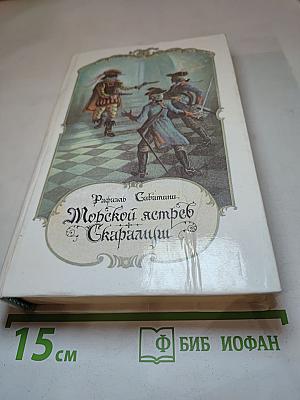 Рафаэль Сабатини
Морской ястреб
Скарамуш
15 см
Ф БИБ ИОФАН